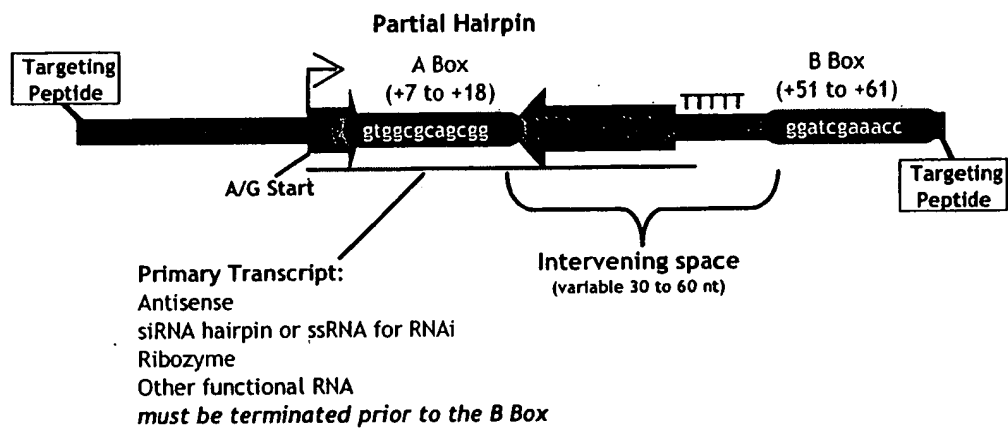 Partial Hairpin
Targeting
Peptide
A Box
(+7 to +18)
B Box
(+51 to +61)
TTTTT
gtggcgcagcgg
ggatcgaaacc
A/G Start
Targeting
Peptide
Intervening space
(variable 30 to 60 nt)
Primary Transcript:
Antisense
siRNA hairpin or ssRNA for RNAi
Ribozyme
Other functional RNA
must be terminated prior to the B Box